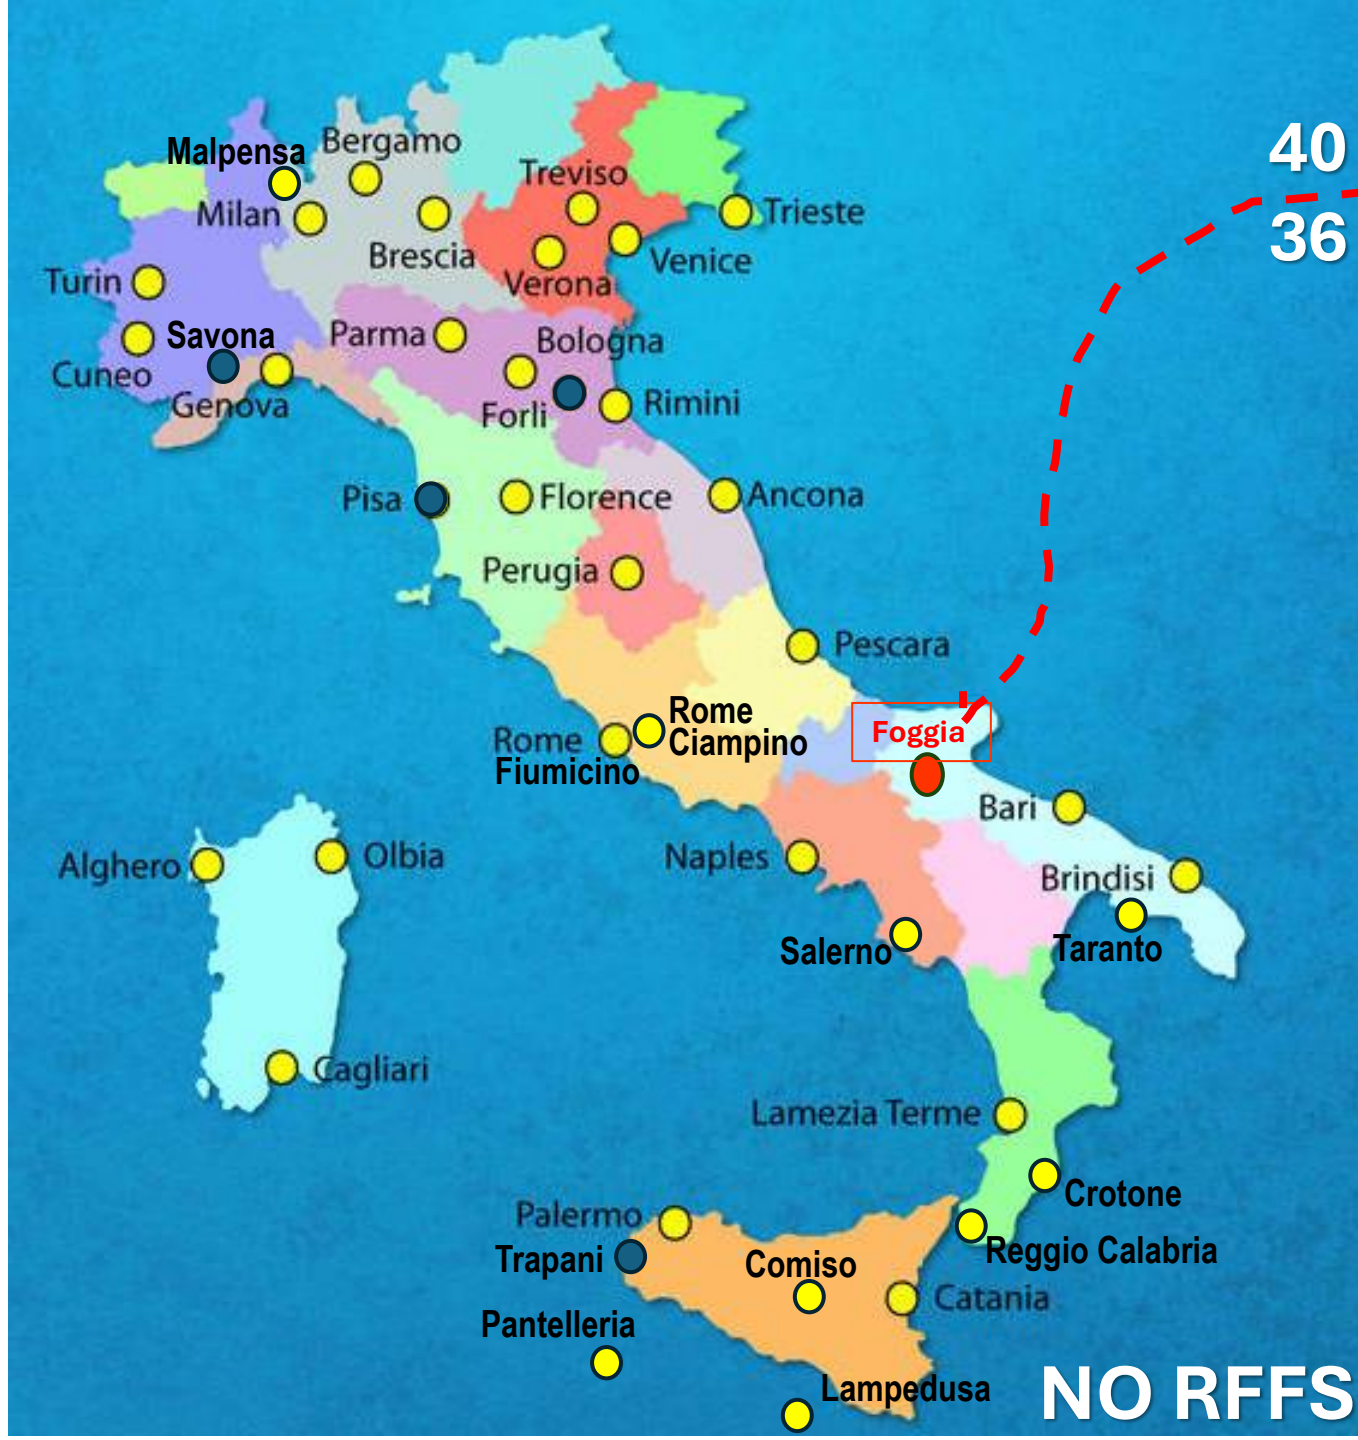 40
36
Malpensa
Bergamo
Treviso
Milan
Trieste
Brescia
Venice
Verona
Turin
Savona
Parma
Bologna
Cuneo
Genova
Forli
Rimini
Pisa
Florence
Ancona
Perugia
Pescara
Rome
Ciampino
Rome
Fiumicino
Foggia
Bari
Alghero
Olbia
Naples
Brindisi
Salerno
Taranto
Cagliari
Lamezia Terme
Crotone
Palermo
Reggio Calabria
Trapani
Comiso
Catania
Pantelleria
Lampedusa
NO RFFS